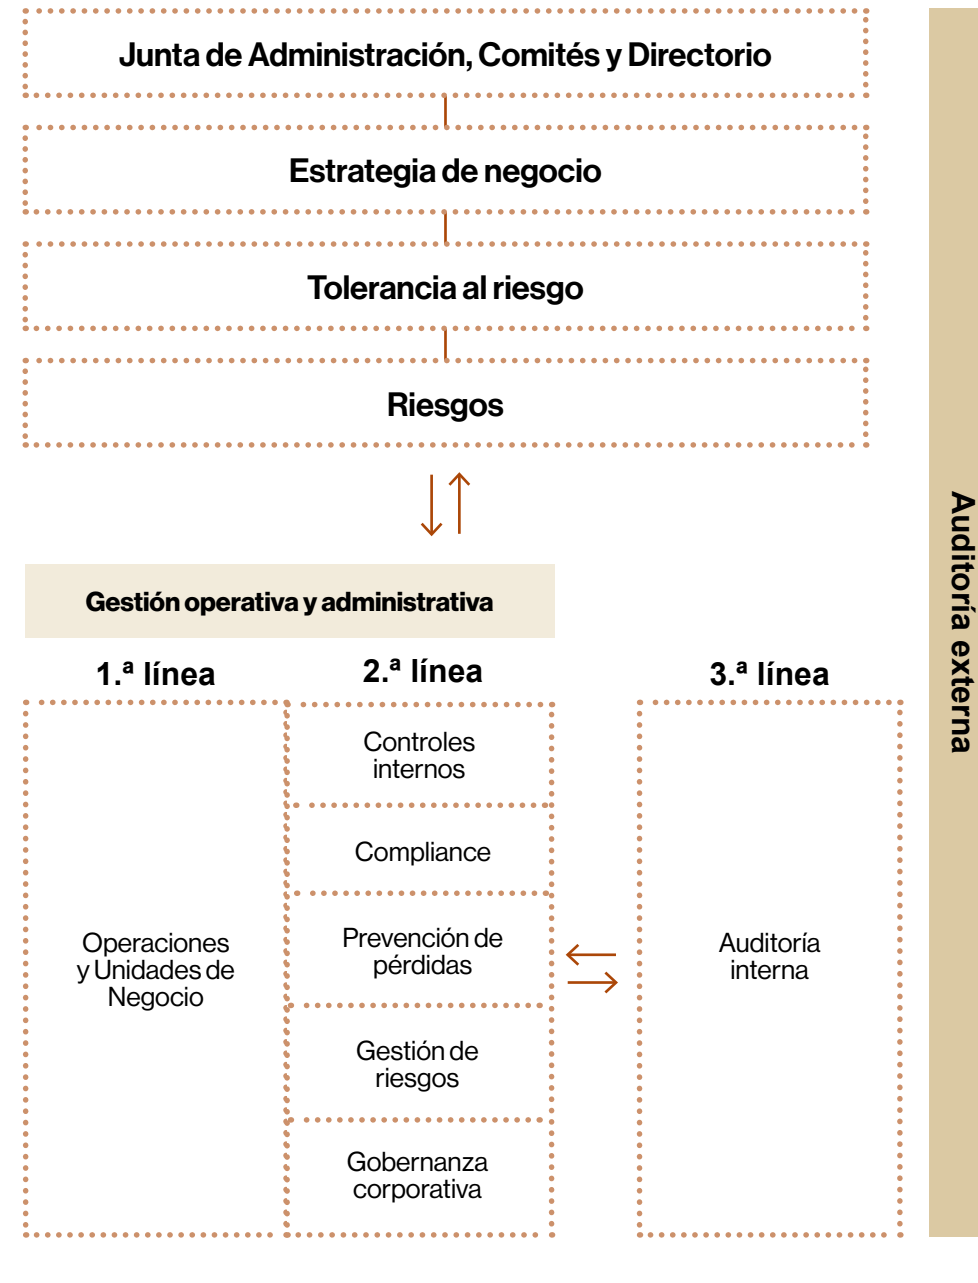 Junta de Administración, Comités y Directorio
Estrategia de negocio
Tolerancia al riesgo
Riesgos
Gestión operativa y administrativa
1.ª línea
2.ª línea
3.ª línea
Operaciones
y Unidades de
Negocio
Controles
internos
Compliance
Prevención de
pérdidas
Gestión de
riesgos
Gobernanza
corporativa
Auditoría
interna
Auditoría externa